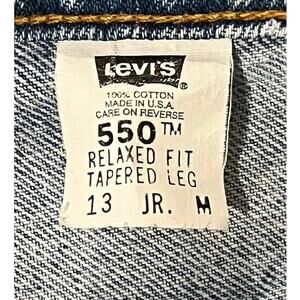 Levi's ®
100% COTTON
MADE IN U.S.A.
CARE ON REVERSE
550™
RELAXED FIT
TAPERED LEG
13 JR. M